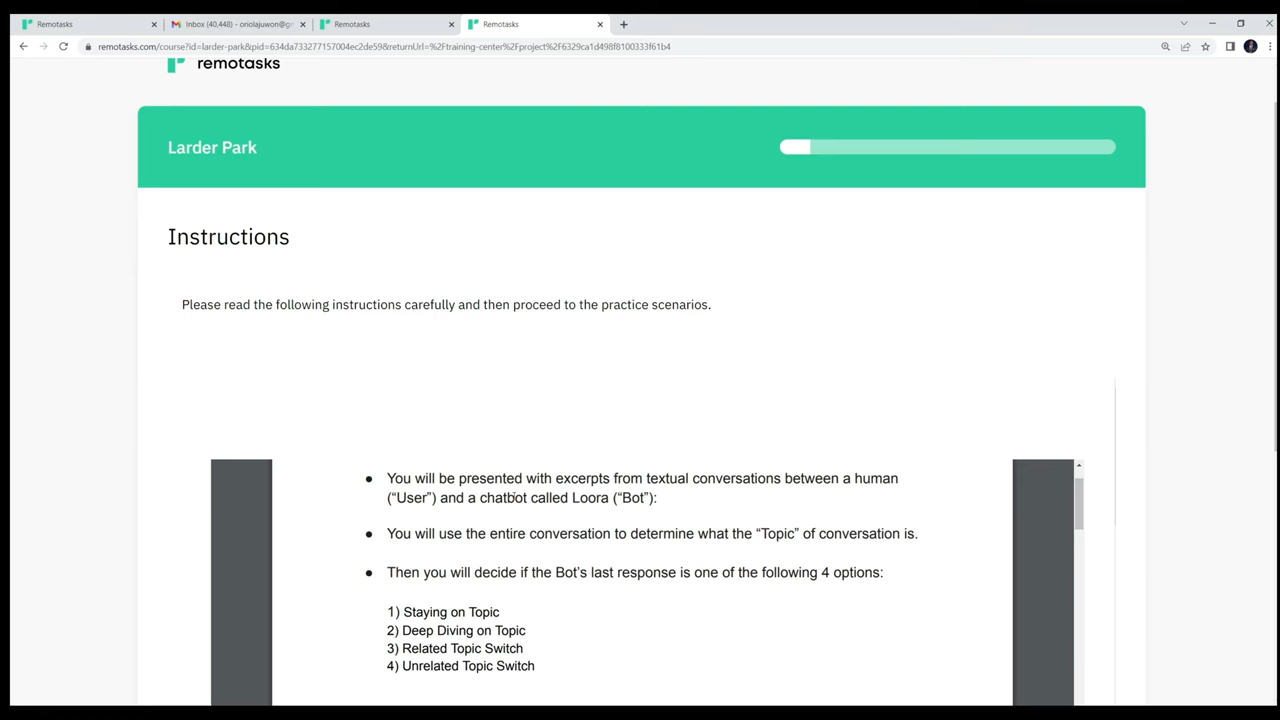 Remotasks
Inbox (40,448) - oriolajuwon@gm
Remotasks
Remotasks
remotasks.com/course?id=larder-park&pid=634da733277157004ec2de59&returnUrl=%2Ftraining-center%2Fproject%2F6329ca1d498f8100333f61b4
remotasks
Larder Park
Instructions
Please read the following instructions carefully and then proceed to the practice scenarios.
● You will be presented with excerpts from textual conversations between a human
(“User”) and a chatbot called Loora (“Bot”):
● You will use the entire conversation to determine what the “Topic” of conversation is.
● Then you will decide if the Bot’s last response is one of the following 4 options:
1) Staying on Topic
2) Deep Diving on Topic
3) Related Topic Switch
4) Unrelated Topic Switch